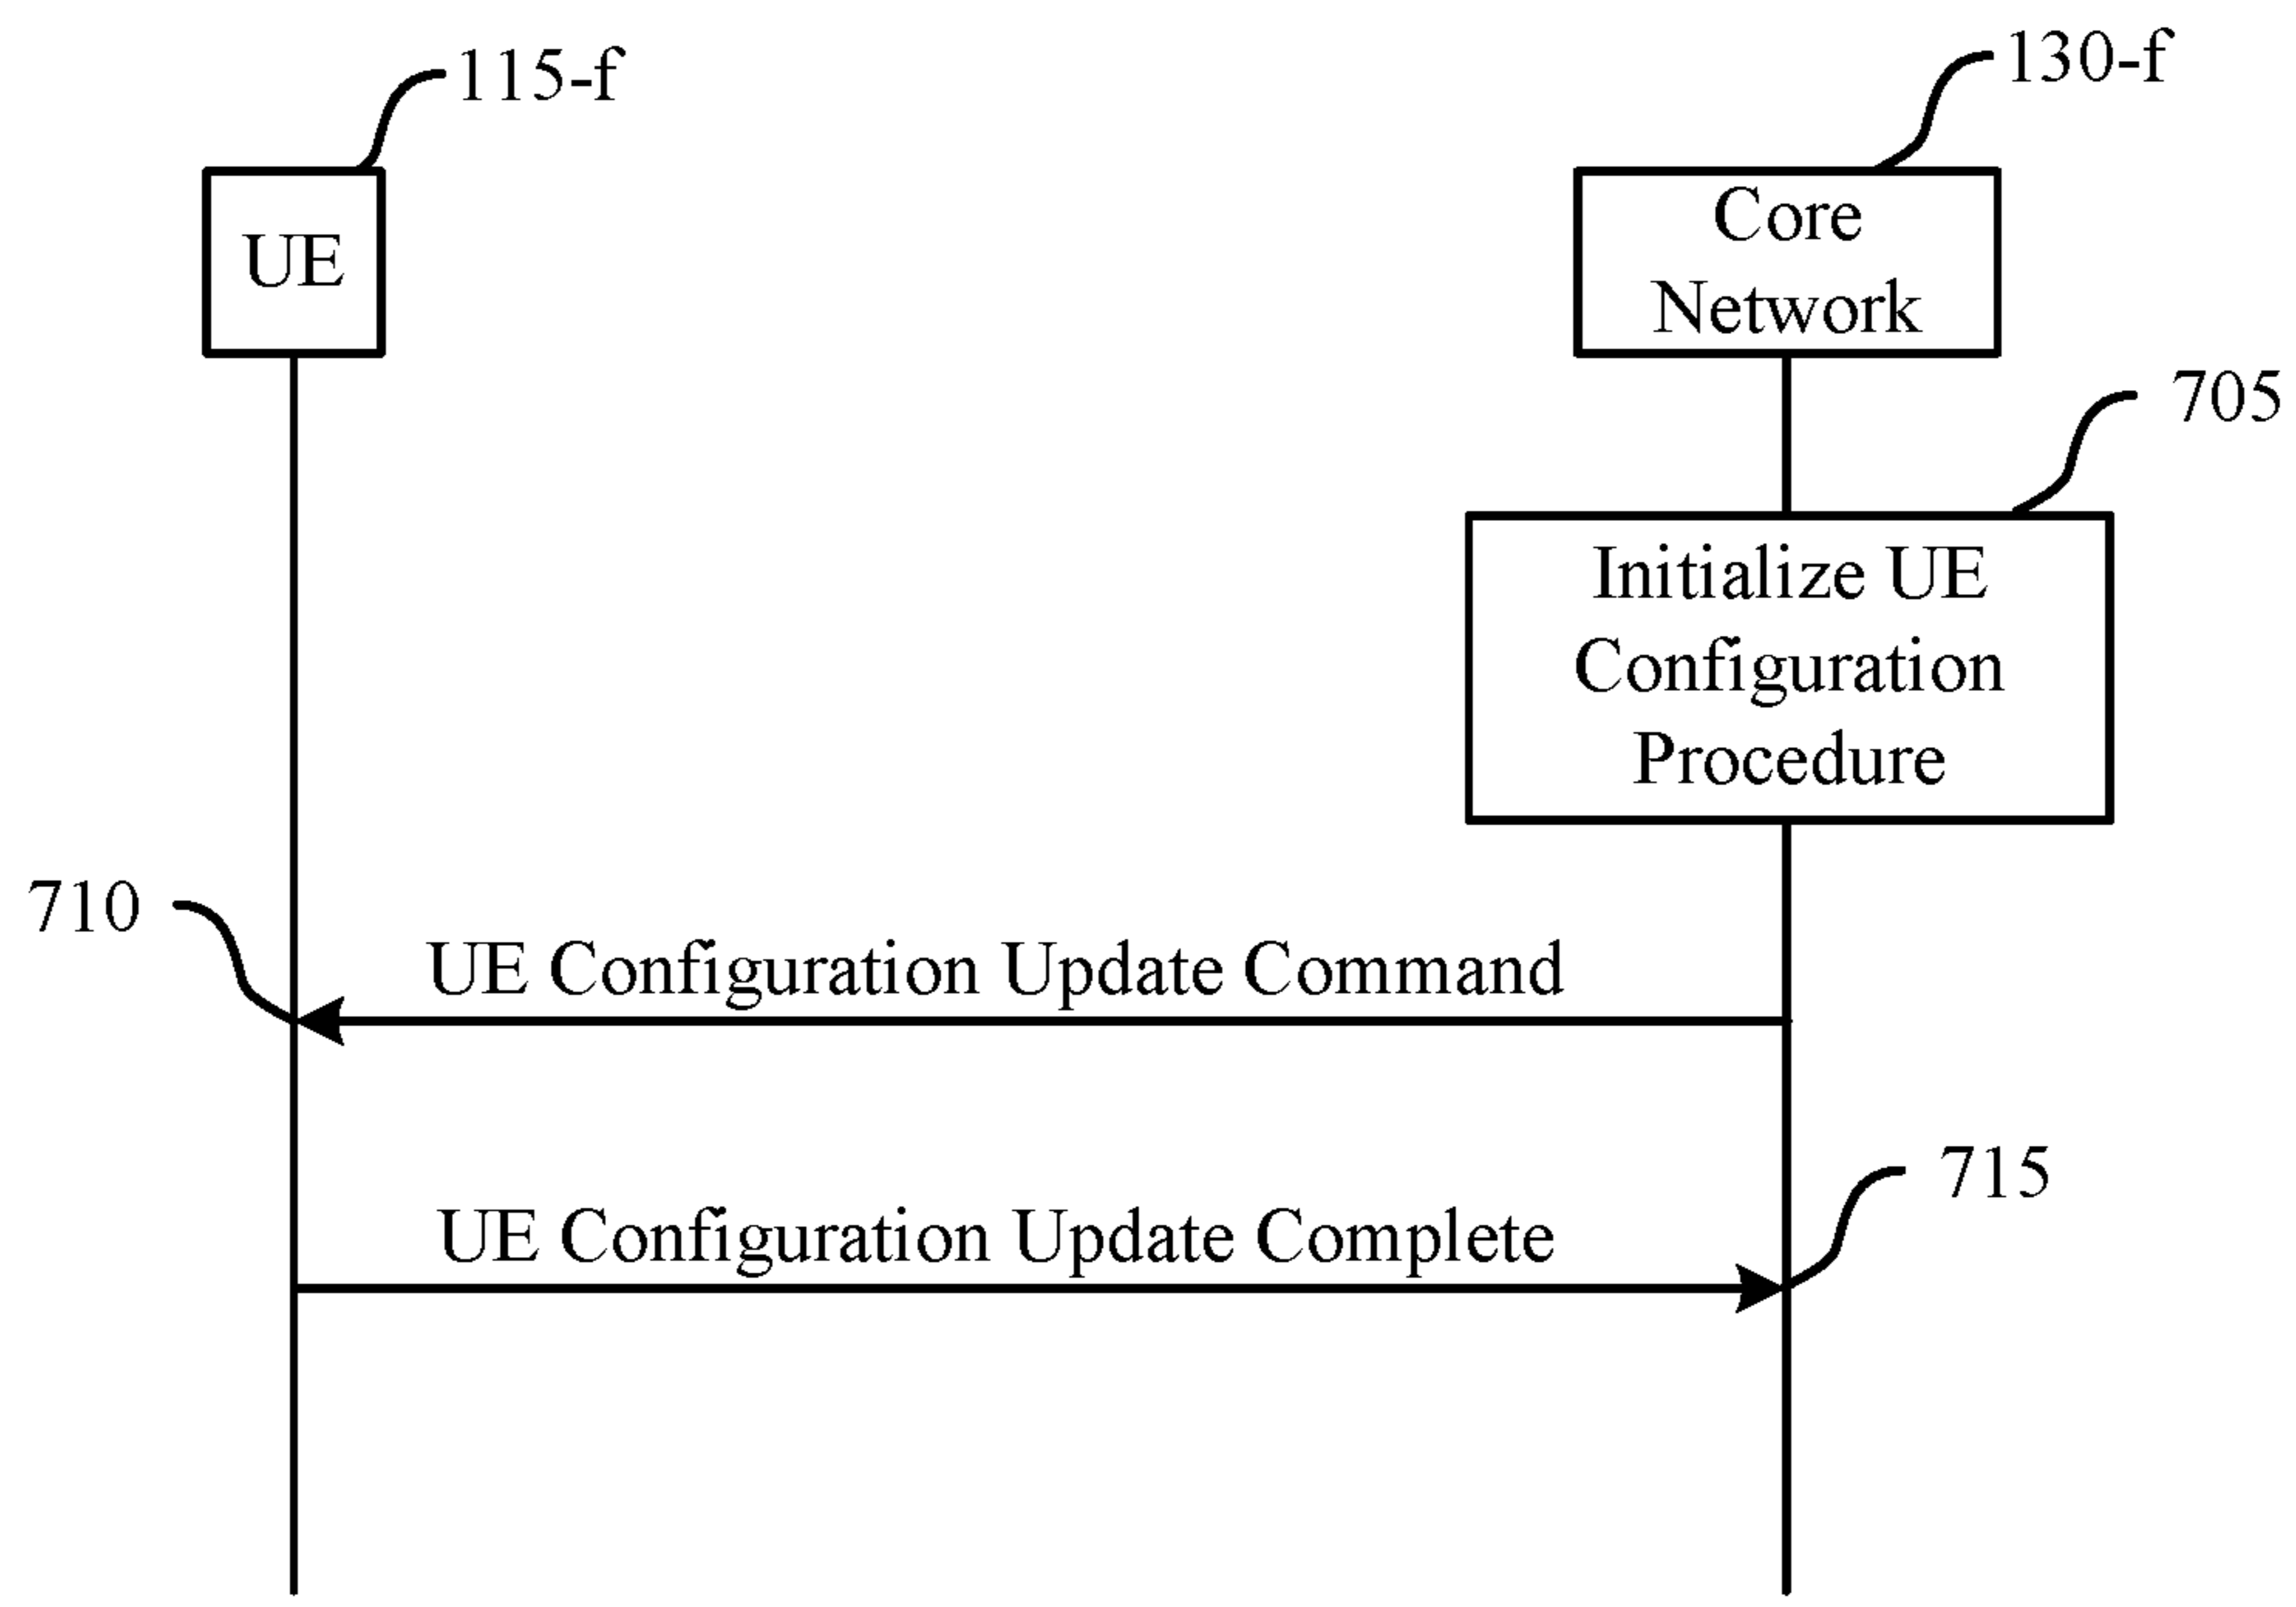 115-f
130-f
UE
Core
Network
705
Initialize UE
Configuration
Procedure
710
UE Configuration Update Command
715
UE Configuration Update Complete